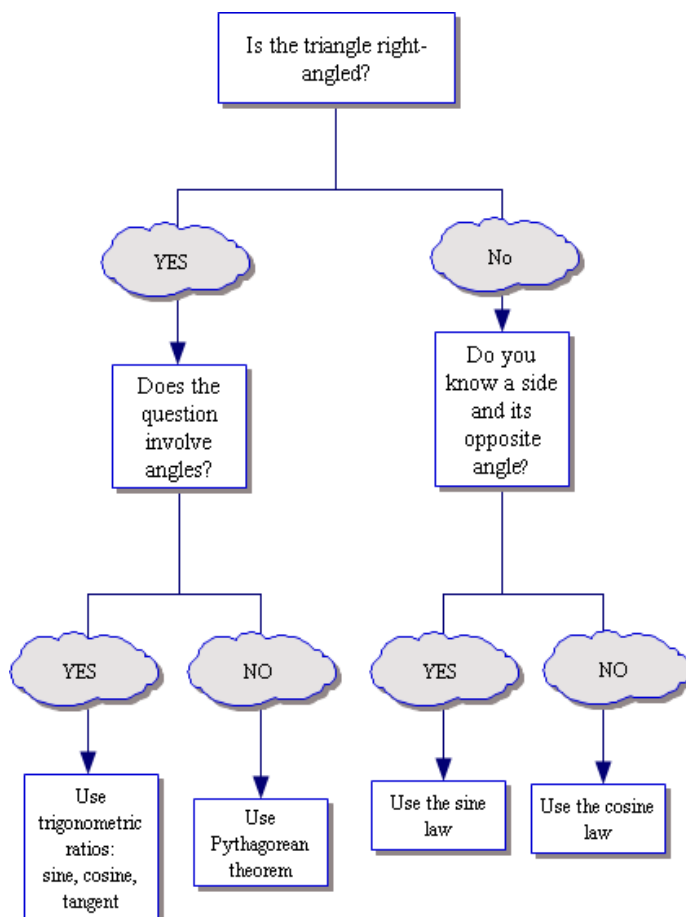 Is the triangle right-
angled?
YES
No
Does the
question
involve
angles?
Do you
know a side
and its
opposite
angle?
YES
NO
YES
NO
Use
trigonometric
ratios:
sine, cosine,
tangent
Use
Pythagorean
theorem
Use the sine
law
Use the cosine
law